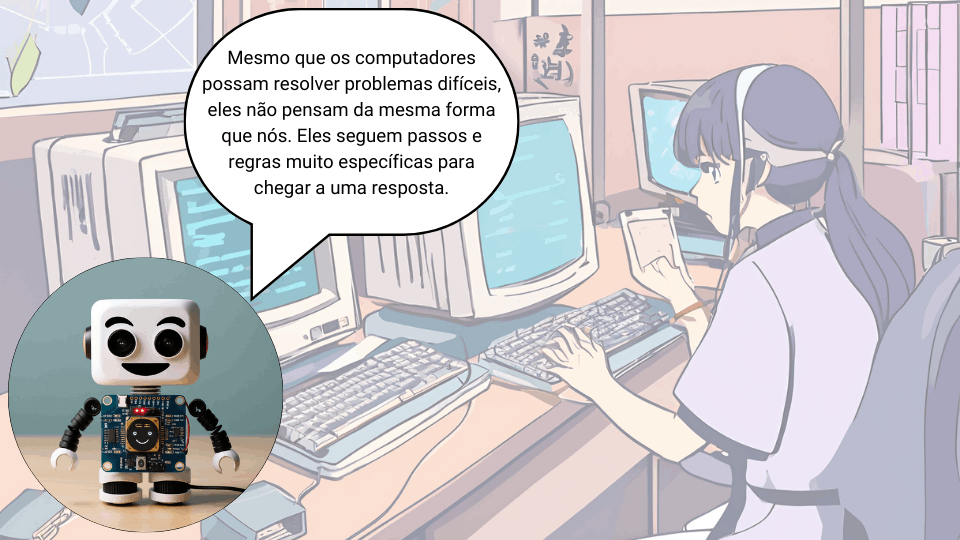 Mesmo que os computadores
possam resolver problemas difíceis,
eles não pensam da mesma forma
que nós. Eles seguem passos e
regras muito específicas para
chegar a uma resposta.